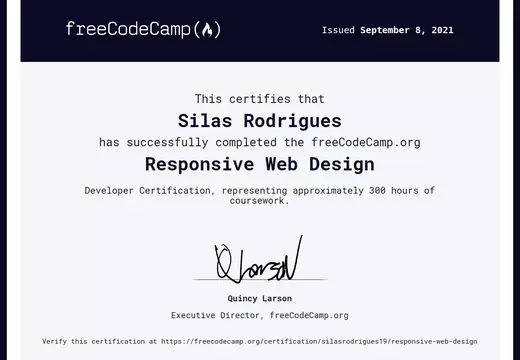 freeCodeCamp
Issued September 8, 2021
This certifies that
Silas Rodrigues
has successfully completed the freeCodeCamp.org
Responsive Web Design
Developer Certification, representing approximately 300 hours of
coursework.
QLarson
Quincy Larson
Executive Director, freeCodeCamp.org
Verify this certification at https://freecodecamp.org/certification/silasrodrigues19/responsive-web-design